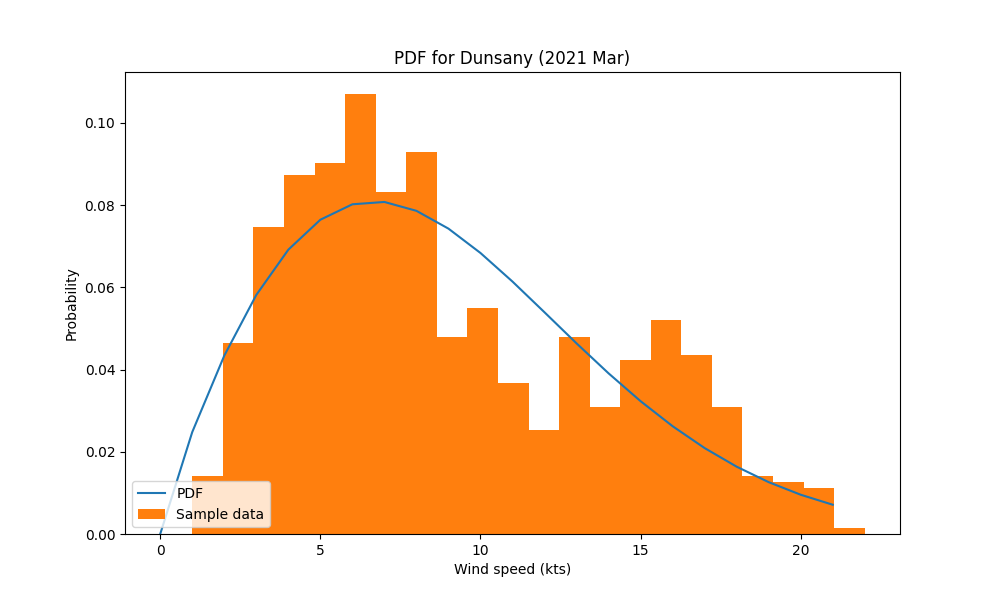 PDF for Dunsany (2021 Mar)
0.10
0.08
0.06
0.04
0.02
0.00
Probability
PDF
Sample data
0 5 10 15 20
Wind speed (kts)